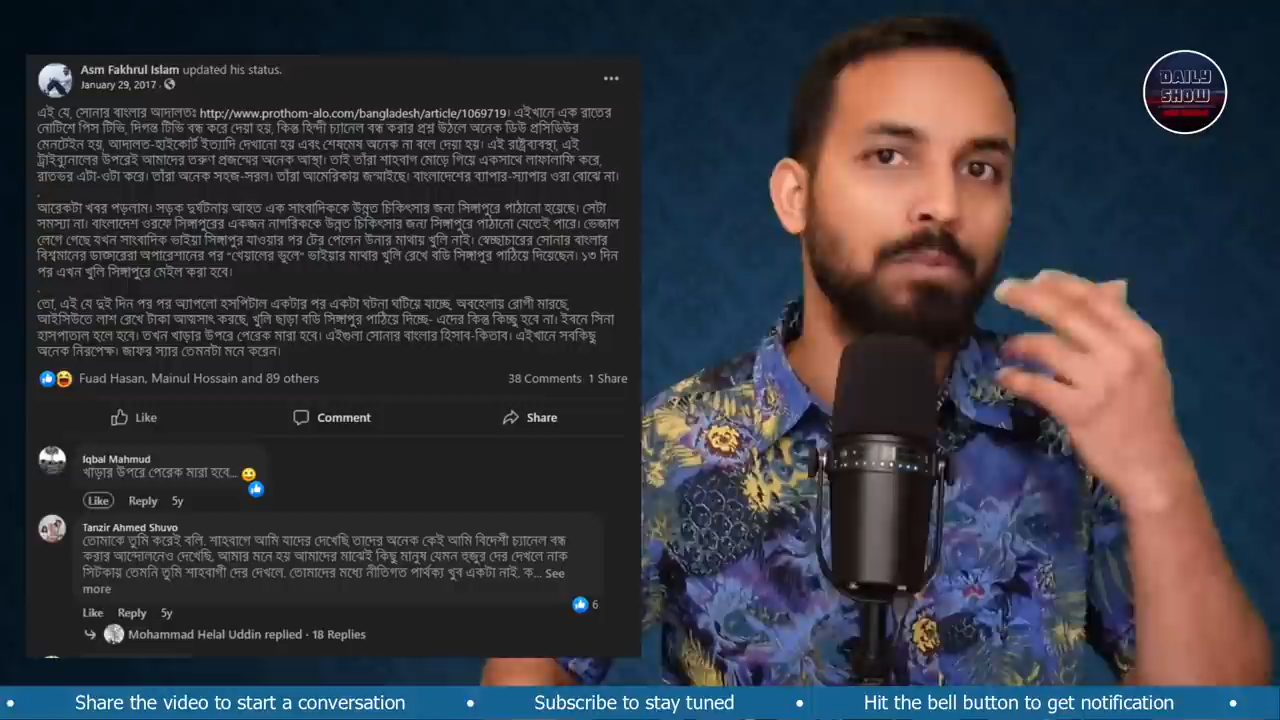 Asm Fakhrul Islam updated his status.
January 29, 2017
এই যে, সোনার বাংলার আদালতঃ http://www.prothom-alo.com/bangladesh/article/1069719। এইখানে এক রাতের
নোটিশে পিস টিভি, দিগন্ত টিভি বন্ধ করে দেয়া হয়, কিন্তু হিন্দী চ্যানেল বন্ধ করার প্রশ্ন উঠলে অনেক ডিউ প্রসিডিউর
মেনটেইন হয়, আদালত-হাইকোর্ট ইত্যাদি দেখানো হয় এবং শেষমেষ অনেক না বলে দেয়া হয়। এই রাষ্ট্রব্যবস্থা, এই
ট্রাইব্যুনালের উপরেই আমাদের তরুণ প্রজন্মের অনেক আস্থা। তাই তাঁরা শাহবাগ মোড়ে গিয়ে একসাথে লাফালাফি করে,
রাতভর এটা-ওটা করে। তাঁরা অনেক সহজ-সরল। তাঁরা আমেরিকায় জন্মাইছে। বাংলাদেশের ব্যাপার-স্যাপার ওরা বোঝে না।
.
আরেকটা খবর পড়লাম। সড়ক দুর্ঘটনায় আহত এক সাংবাদিককে উন্নত চিকিৎসার জন্য সিঙ্গাপুরে পাঠানো হয়েছে। সেটা
সমস্যা না। বাংলাদেশ ওরফে সিঙ্গাপুরের একজন নাগরিককে উন্নত চিকিৎসার জন্য সিঙ্গাপুরে পাঠানো যেতেই পারে। ভেজাল
লেগে গেছে যখন সাংবাদিক ভাইয়া সিঙ্গাপুর যাওয়ার পর টের পেলেন উনার মাথায় খুলি নাই। স্বেচ্ছাচারের সোনার বাংলার
বিশ্বমানের ডাক্তারেরা অপারেশানের পর "খেয়ালের ভুলে" ভাইয়ার মাথার খুলি রেখে বডি সিঙ্গাপুর পাঠিয়ে দিয়েছেন। ১৩ দিন
পর এখন খুলি সিঙ্গাপুরে মেইল করা হবে।
.
তো, এই যে দুই দিন পর পর অ্যাপলো হসপিটাল একটার পর একটা ঘটনা ঘটিয়ে যাচ্ছে, অবহেলায় রোগী মারছে,
আইসিউতে লাশ রেখে টাকা আত্মসাৎ করছে, খুলি ছাড়া বডি সিঙ্গাপুর পাঠিয়ে দিচ্ছে- এদের কিন্তু কিচ্ছু হবে না। ইবনে সিনা
হাসপাতাল হলে হবে। তখন খাড়ার উপরে পেরেক মারা হবে। এইগুলা সোনার বাংলার হিসাব-কিতাব। এইখানে সবকিছু
অনেক নিরপেক্ষ। জাফর স্যার তেমনটা মনে করেন।
Fuad Hasan, Mainul Hossain and 89 others 38 Comments 1 Share
Like Comment Share
Iqbal Mahmud
খাড়ার উপরে পেরেক মারা হবে...
Like Reply 5y
Tanzir Ahmed Shuvo
তোমাকে তুমি করেই বলি. শাহবাগে আমি যাদের দেখেছি তাদের অনেক কেই আমি বিদেশী চ্যানেল বন্ধ
করার আন্দোলনেও দেখেছি. আমার মনে হয় আমাদের মাঝেই কিছু মানুষ যেমন হুজুর দের দেখলে নাক
সিটকায় তেমনি তুমি শাহবাগী দের দেখলে. তোমাদের মধ্যে নীতিগত পার্থক্য খুব একটা নাই. ক... See
more
Like Reply 5y 6
Mohammad Helal Uddin replied · 18 Replies
DAILY
SHOW
• Share the video to start a conversation • Subscribe to stay tuned • Hit the bell button to get notification •